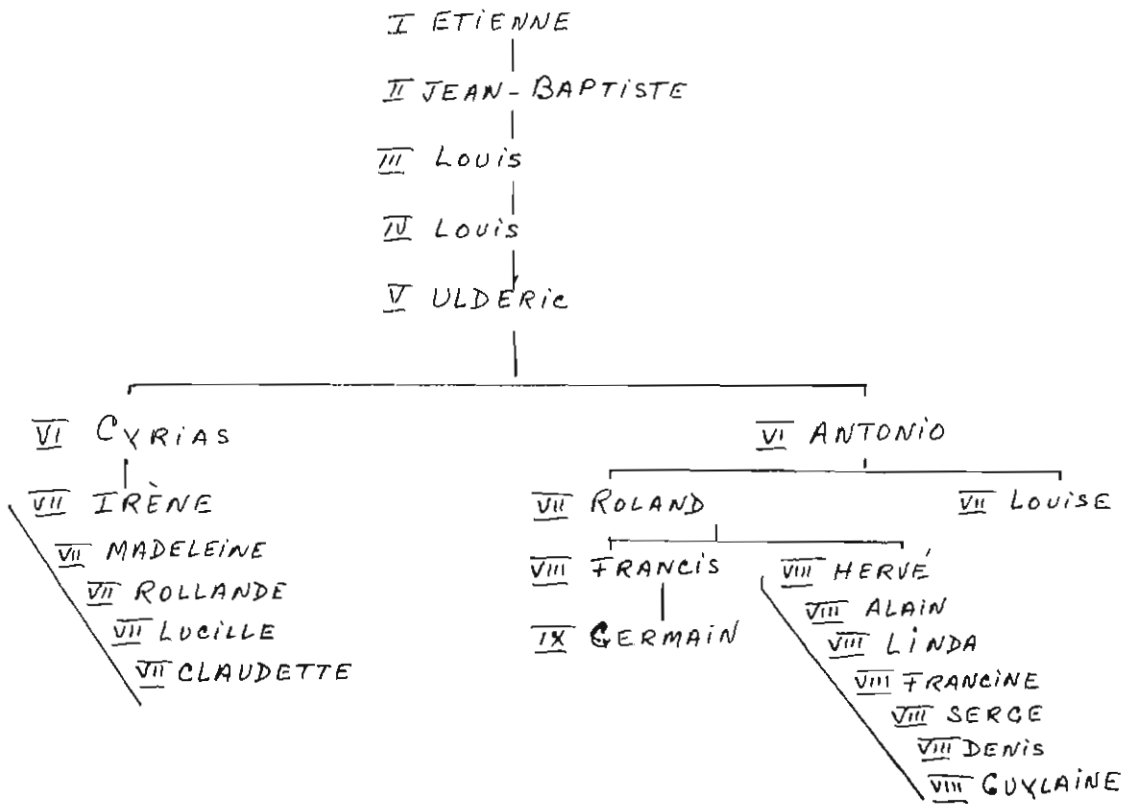 I ETIENNE
II JEAN-BAPTISTE
III LOUIS
IV LOUIS
V ULDÉRIC
VI CYRIAS
VI ANTONIO
VII IRÈNE
VII ROLAND
VII LOUISE
VII MADELEINE
VII ROLLANDE
VII LUCILLE
VII CLAUDETTE
VIII FRANCIS
VIII HERVÉ
IX GERMAIN
VIII ALAIN
VIII LINDA
VIII FRANCINE
VIII SERGE
VIII DENIS
VIII GUYLAINE